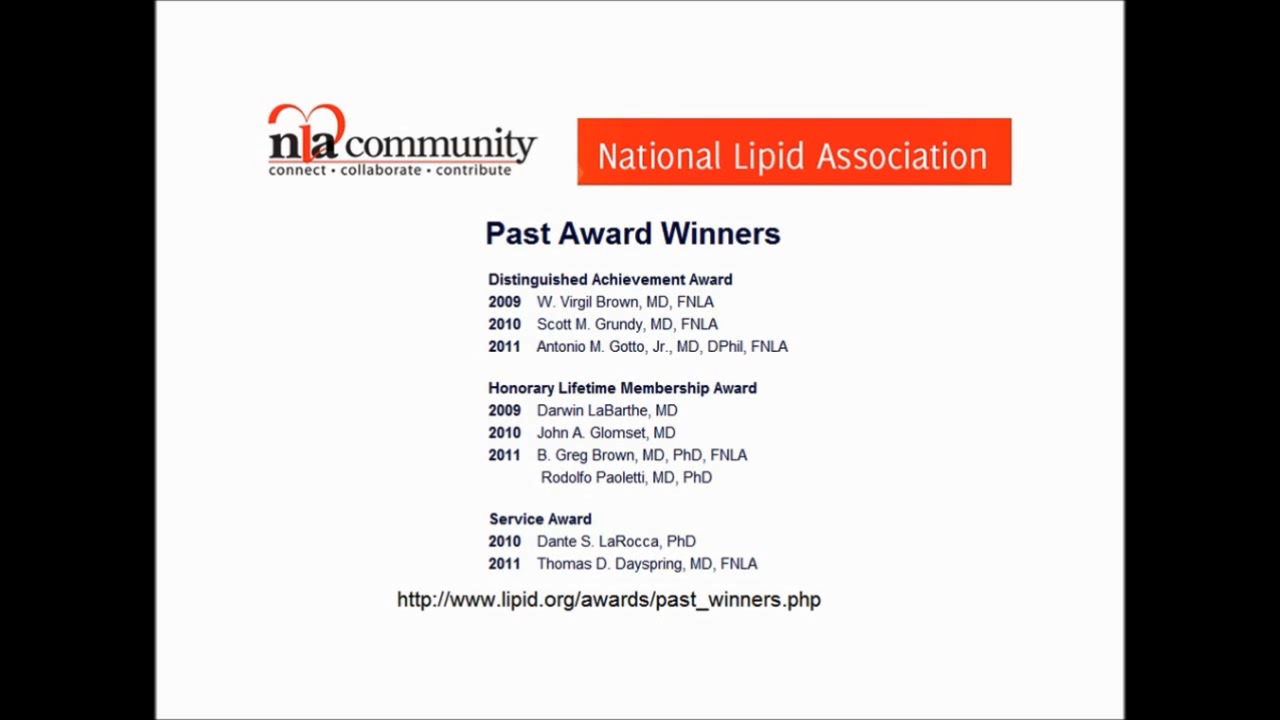 nla community
connect • collaborate • contribute
National Lipid Association
Past Award Winners
Distinguished Achievement Award
2009 W. Virgil Brown, MD, FNLA
2010 Scott M. Grundy, MD, FNLA
2011 Antonio M. Gotto, Jr., MD, DPhil, FNLA
Honorary Lifetime Membership Award
2009 Darwin LaBarthe, MD
2010 John A. Glomset, MD
2011 B. Greg Brown, MD, PhD, FNLA
Rodolfo Paoletti, MD, PhD
Service Award
2010 Dante S. LaRocca, PhD
2011 Thomas D. Dayspring, MD, FNLA
http://www.lipid.org/awards/past_winners.php